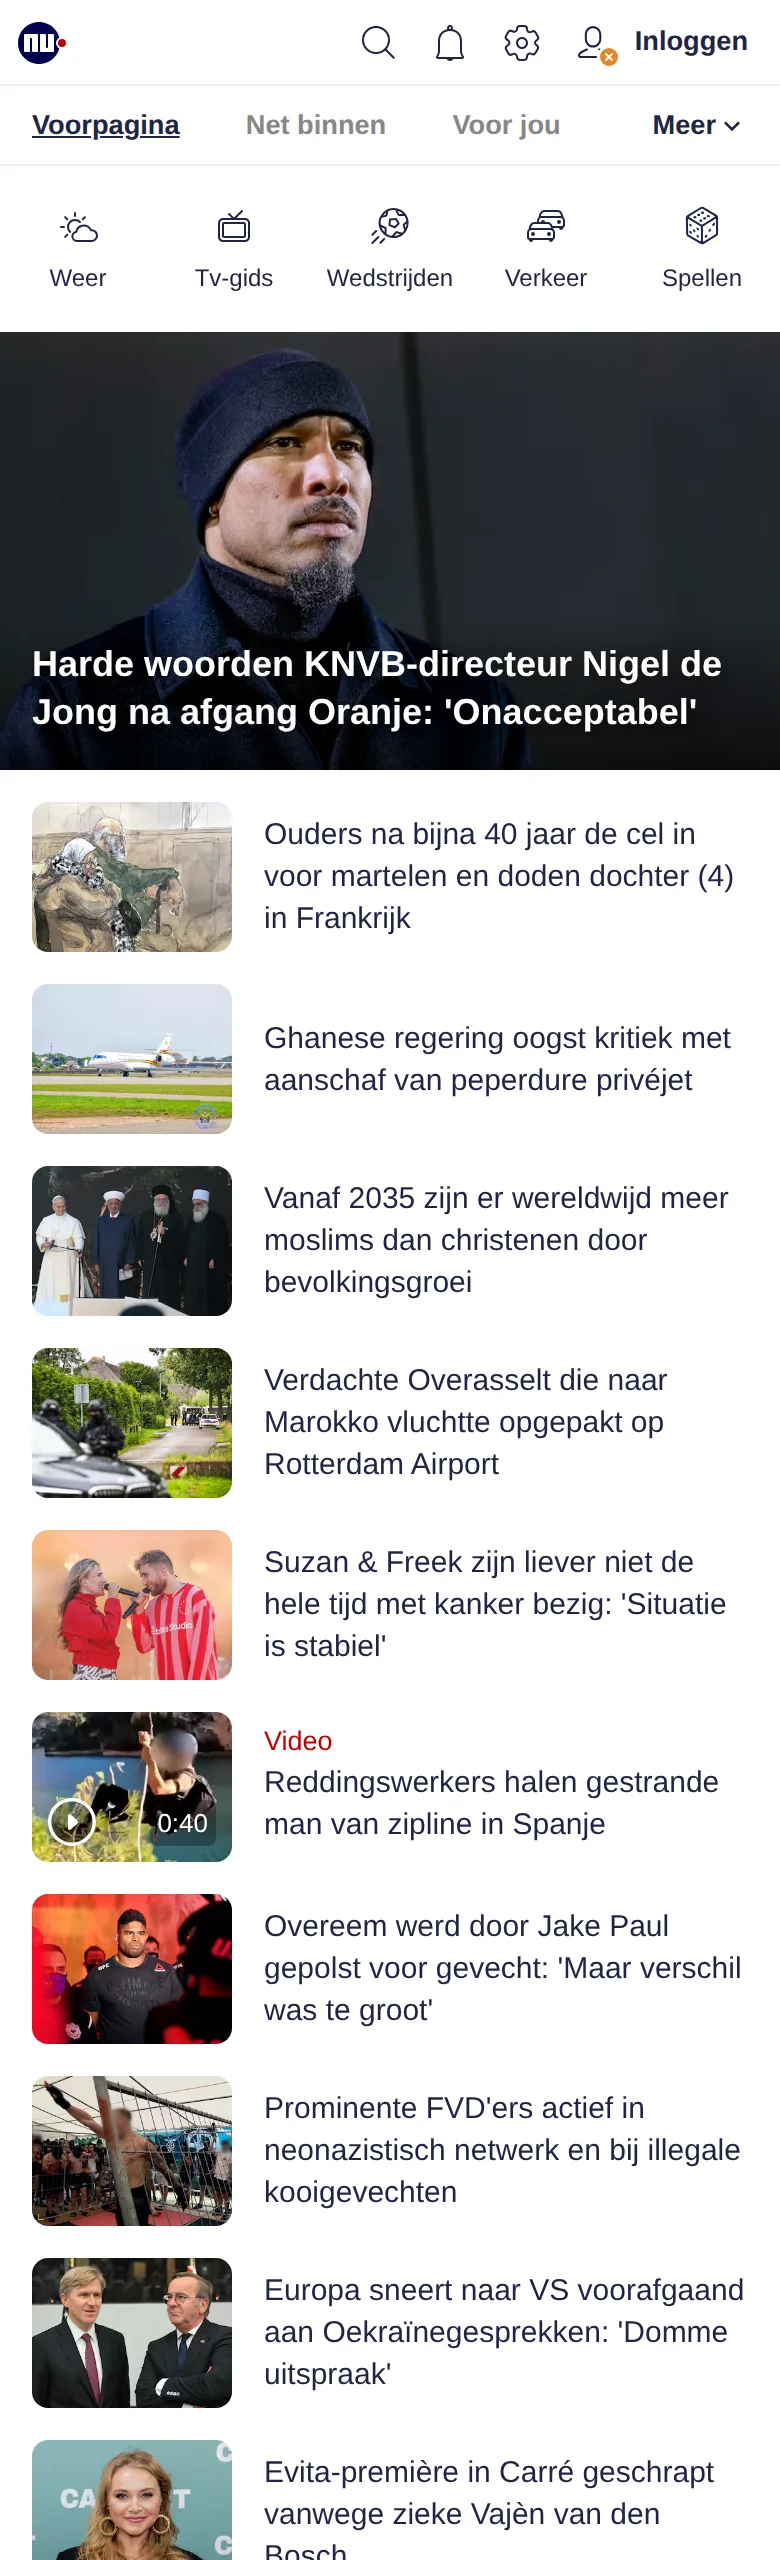 nu
Inloggen
Voorpagina
Net binnen
Voor jou
Meer
Weer
Tv-gids
Wedstrijden
Verkeer
Spellen
Harde woorden KNVB-directeur Nigel de
Jong na afgang Oranje: 'Onacceptabel'
Ouders na bijna 40 jaar de cel in
voor martelen en doden dochter (4)
in Frankrijk
Ghanese regering oogst kritiek met
aanschaf van peperdure privéjet
Vanaf 2035 zijn er wereldwijd meer
moslims dan christenen door
bevolkingsgroei
Verdachte Overasselt die naar
Marokko vluchtte opgepakt op
Rotterdam Airport
Suzan & Freek zijn liever niet de
hele tijd met kanker bezig: 'Situatie
is stabiel'
Video
0:40
Reddingswerkers halen gestrande
man van zipline in Spanje
Overeem werd door Jake Paul
gepolst voor gevecht: 'Maar verschil
was te groot'
Prominente FVD'ers actief in
neonazistisch netwerk en bij illegale
kooigevechten
Europa sneert naar VS voorafgaand
aan Oekraïnegesprekken: 'Domme
uitspraak'
Evita-première in Carré geschrapt
vanwege zieke Vajèn van den
Bosch